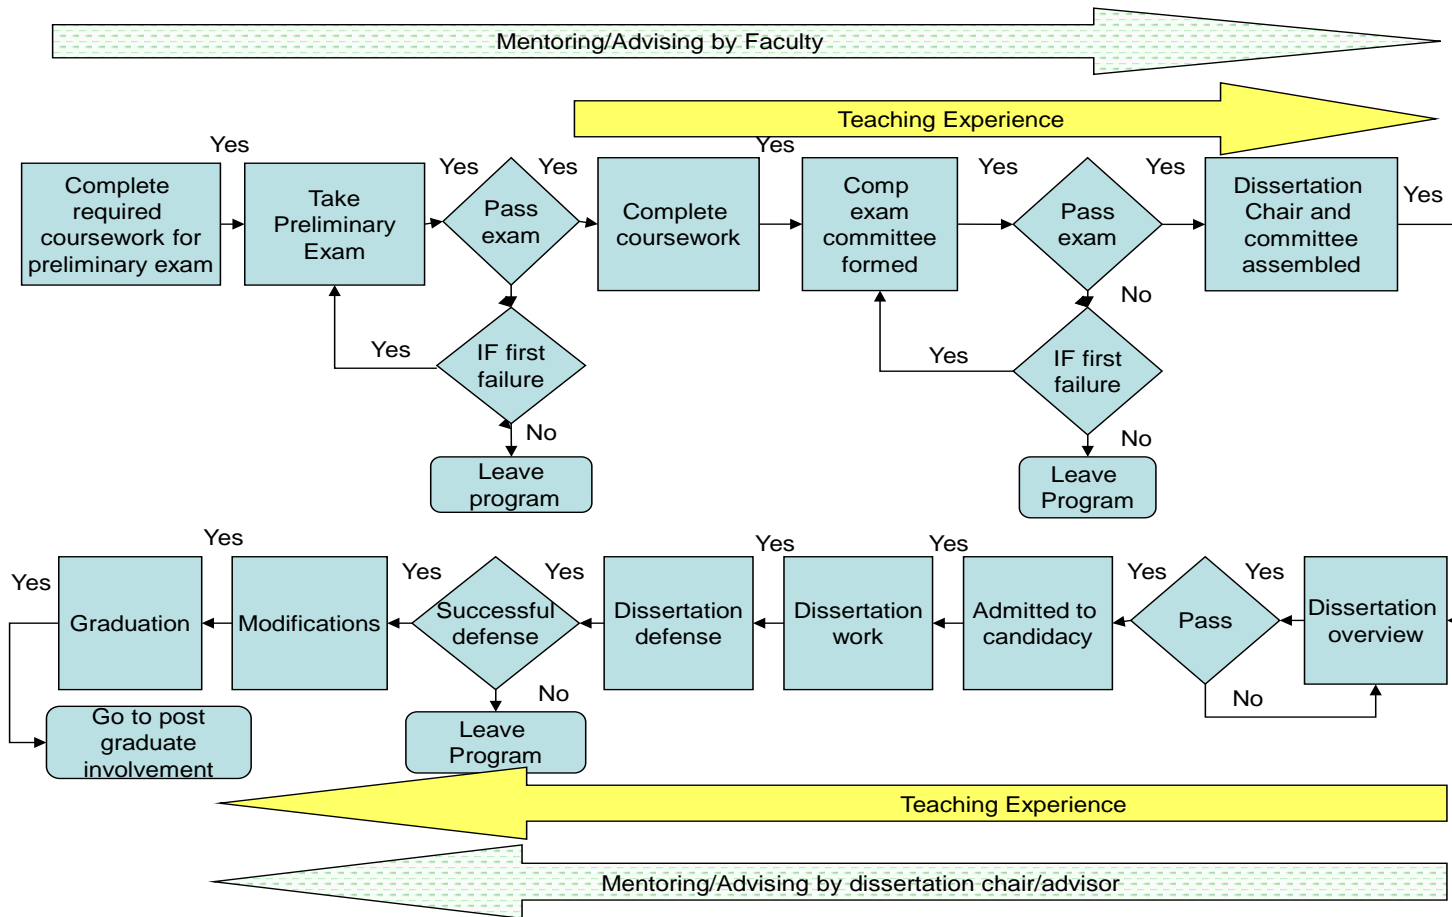 Mentoring/Advising by Faculty
Teaching Experience
Yes
Yes
Yes
Yes
Yes
Yes
Yes
Complete
required
coursework for
preliminary exam
Take
Preliminary
Exam
Pass
exam
Complete
coursework
Comp
exam
committee
formed
Pass
exam
Dissertation
Chair and
committee
assembled
No
Yes
IF first
failure
Yes
IF first
failure
No
No
Leave
program
Leave
Program
Yes
Yes
Yes
Yes
Yes
Yes
Yes
Yes
Graduation
Modifications
Successful
defense
Dissertation
defense
Dissertation
work
Admitted to
candidacy
Pass
Dissertation
overview
No
No
Go to post
graduate
involvement
Leave
Program
Teaching Experience
Mentoring/Advising by dissertation chair/advisor